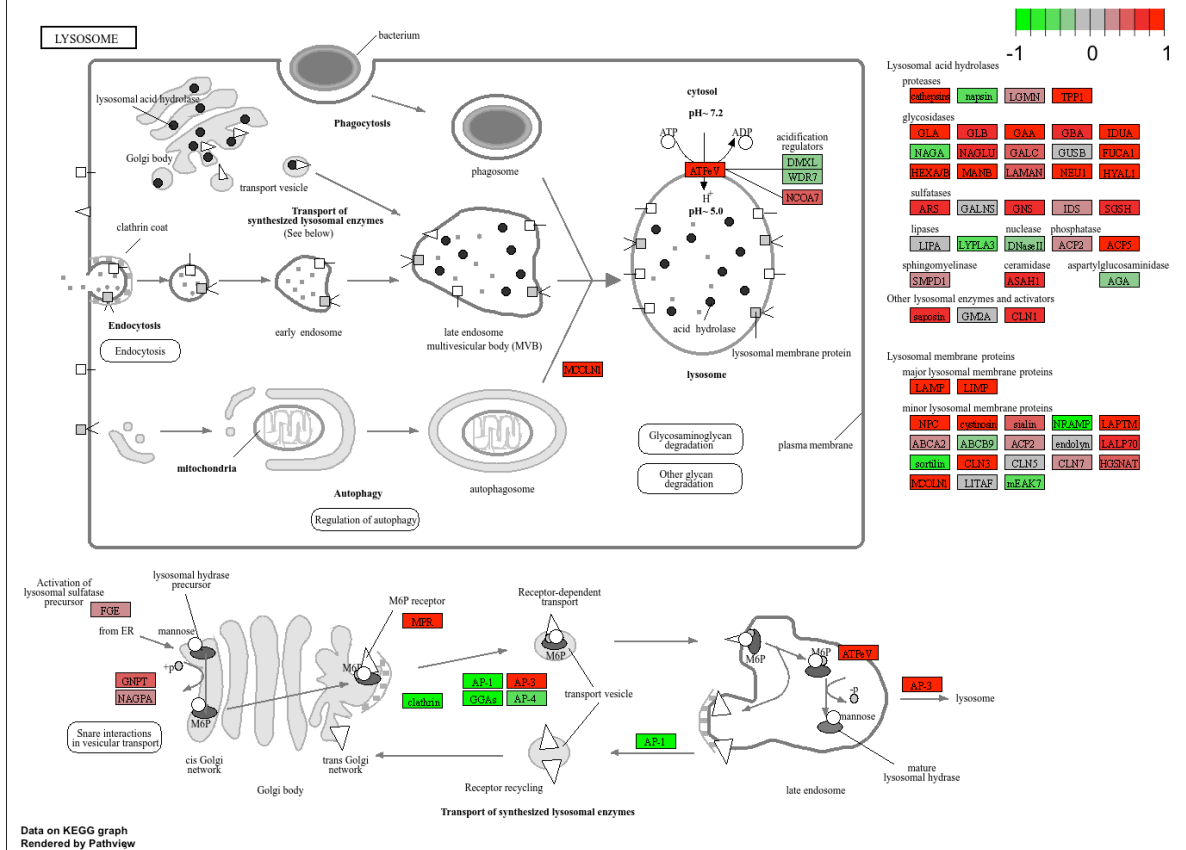 LYSOSOME
bacterium
-1 0 1
lysosomal acid hydrolase
Golgi body
transport vesicle
Phagocytosis
phagosome
Transport of
synthesized lysosomal enzymes
(See below)
clathrin coat
Endocytosis
Endocytosis
early endosome
late endosome
multivesicular body (MVB)
cytosol
pH~ 7.2
ATP
ADP
ATPeV
H+
pH~ 5.0
acidification
regulators
DMXL
WDR7
NCOA7
acid hydrolase
lysosomal membrane protein
lysosome
MCOLN1
mitochondria
Autophagy
Regulation of autophagy
autophagosome
Glycosaminoglycan
degradation
Other glycan
degradation
plasma membrane
Lysosomal acid hydrolases
proteases
cathepsins napsin LGMN TPP1
glycosidases
GLA GLB GAA GBA IDUA
NAGA NAGLU GALC GUSB FUCA1
HEXA/B MANB LAMAN NEU1 HYAL1
sulfatases
ARS GALNS GNS IDS SGSH
lipases nuclease phosphatase
LIPA LYPLA3 DNaseII ACP2 ACP5
sphingomyelinase ceramidase aspartylglucosaminidase
SMPD1 ASAH1 AGA
Other lysosomal enzymes and activators
saposin GM2A CLN1
Lysosomal membrane proteins
major lysosomal membrane proteins
LAMP LIMP
minor lysosomal membrane proteins
NPC cystinosin sialin NRAMP LAPTM
ABCA2 ABCB9 ACP2 endolyn LALP70
sortilin CLN3 CLN5 CLN7 HGSNAT
MCOLN1 LITAF mEAK7
Activation of
lysosomal sulfatase
precursor
FGE
from ER
lysosomal hydrase
precursor
mannose
+p
GNPT
NAGPA
M6P
Snare interactions
in vesicular transport
cis Golgi
network
Golgi body
trans Golgi
network
M6P
M6P receptor
MPR
clathrin
AP-1 AP-3
GGAs AP-4
Receptor-dependent
transport
M6P
transport vesicle
Receptor recycling
AP-1
M6P
M6P
ATPeV
-p
mannose
AP-3
lysosome
mature
lysosomal hydrase
late endosome
Transport of synthesized lysosomal enzymes
Data on KEGG graph
Rendered by Pathview